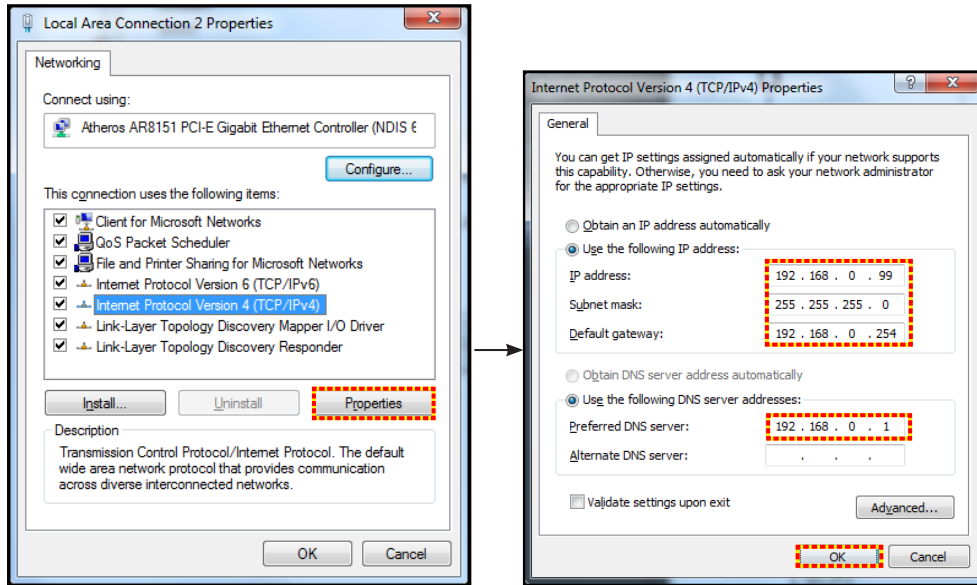 Local Area Connection 2 Properties
Networking
Connect using:
Atheros AR8151 PCI-E Gigabit Ethernet Controller (NDIS 6
Configure...
This connection uses the following items:
Client for Microsoft Networks
QoS Packet Scheduler
File and Printer Sharing for Microsoft Networks
Internet Protocol Version 6 (TCP/IPv6)
Internet Protocol Version 4 (TCP/IPv4)
Link-Layer Topology Discovery Mapper I/O Driver
Link-Layer Topology Discovery Responder
Install...
Uninstall
Properties
Description
Transmission Control Protocol/Internet Protocol. The default
wide area network protocol that provides communication
across diverse interconnected networks.
OK
Cancel
Internet Protocol Version 4 (TCP/IPv4) Properties
General
You can get IP settings assigned automatically if your network supports
this capability. Otherwise, you need to ask your network administrator
for the appropriate IP settings.
Obtain an IP address automatically
Use the following IP address:
IP address: 192 . 168 . 0 . 99
Subnet mask: 255 . 255 . 255 . 0
Default gateway: 192 . 168 . 0 . 254
Obtain DNS server address automatically
Use the following DNS server addresses:
Preferred DNS server: 192 . 168 . 0 . 1
Alternate DNS server: . . .
Validate settings upon exit
Advanced...
OK
Cancel